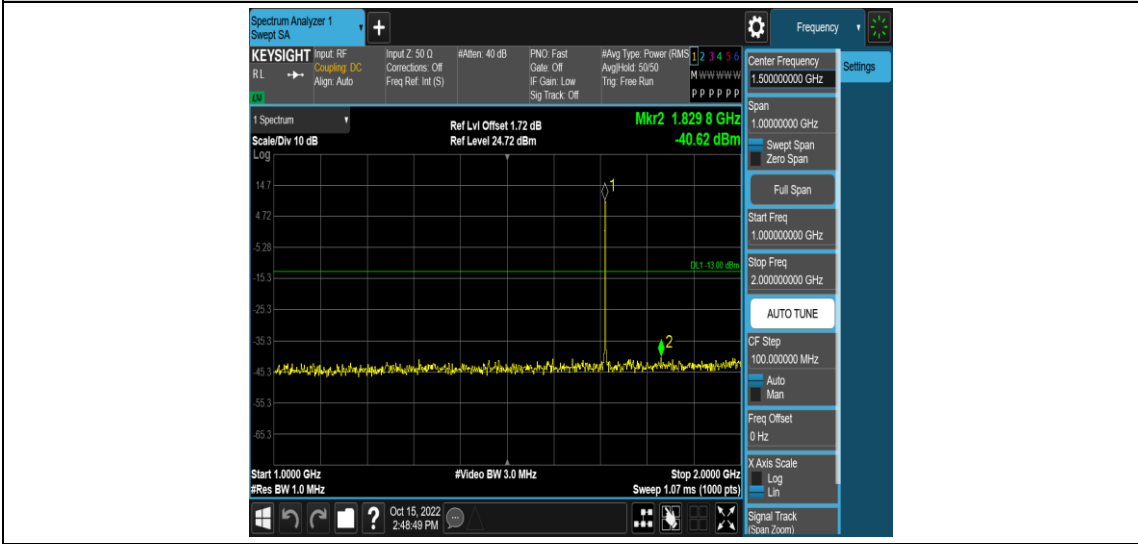 Spectrum Analyzer 1
Swept SA
+
Frequency
KEYSIGHT
RL
Input: RF
Coupling: DC
Align: Auto
Input Z: 50 Ω
Corrections: Off
Freq Ref: Int (S)
#Atten: 40 dB
PNO: Fast
Gate: Off
IF Gain: Low
Sig Track: Off
#Avg Type: Power (RMS
Avg|Hold: 50/50
Trig: Free Run
1 2 3 4 5 6
M W W W W W
P P P P P P
1 Spectrum
Scale/Div 10 dB
Log
Ref Lvl Offset 1.72 dB
Ref Level 24.72 dBm
Mkr2 1.829 8 GHz
-40.62 dBm
14.7
4.72
-5.28
-15.3
-25.3
-35.3
-45.3
-55.3
-65.3
1
DL1 -13.00 dBm
2
Start 1.0000 GHz
#Res BW 1.0 MHz
#Video BW 3.0 MHz
Stop 2.0000 GHz
Sweep 1.07 ms (1000 pts)
?
Oct 15, 2022
2:48:49 PM
Center Frequency
1.500000000 GHz
Settings
Span
1.00000000 GHz
Swept Span
Zero Span
Full Span
Start Freq
1.000000000 GHz
Stop Freq
2.000000000 GHz
AUTO TUNE
CF Step
100.000000 MHz
Auto
Man
Freq Offset
0 Hz
X Axis Scale
Log
Lin
Signal Track
(Span Zoom)